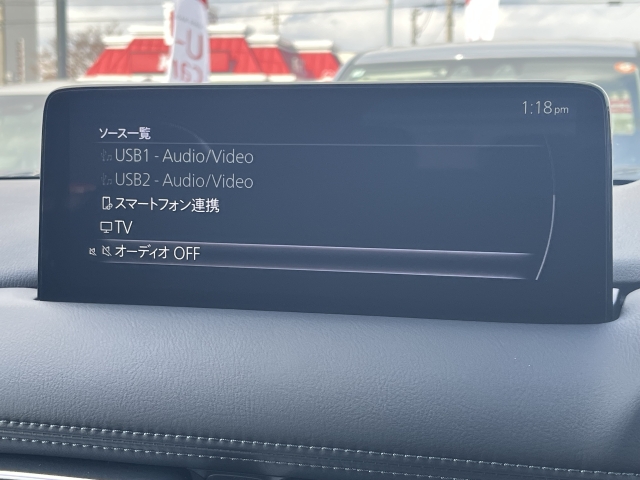 1:18pm
ソース一覧
USB1 - Audio/Video
USB2 - Audio/Video
スマートフォン連携
TV
オーディオ OFF
U
car